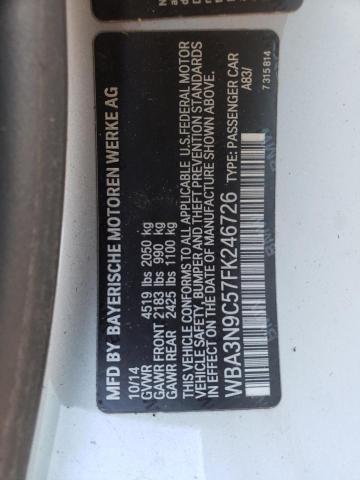 MFD BY BAYERISCHE MOTOREN WERKE AG
10/14
GVWR 4519 lbs 2050 kg
GAWR FRONT 2183 lbs 990 kg
GAWR REAR 2425 lbs 1100 kg
THIS VEHICLE CONFORMS TO ALL APPLICABLE U.S.FEDERAL MOTOR
VEHICLE SAFETY, BUMPER AND THEFT PREVENTION STANDARDS
IN EFFECT ON THE DATE OF MANUFACTURE SHOWN ABOVE.
WBA3N9C57FK246726 TYPE: PASSENGER CAR
A83/
7 315 814